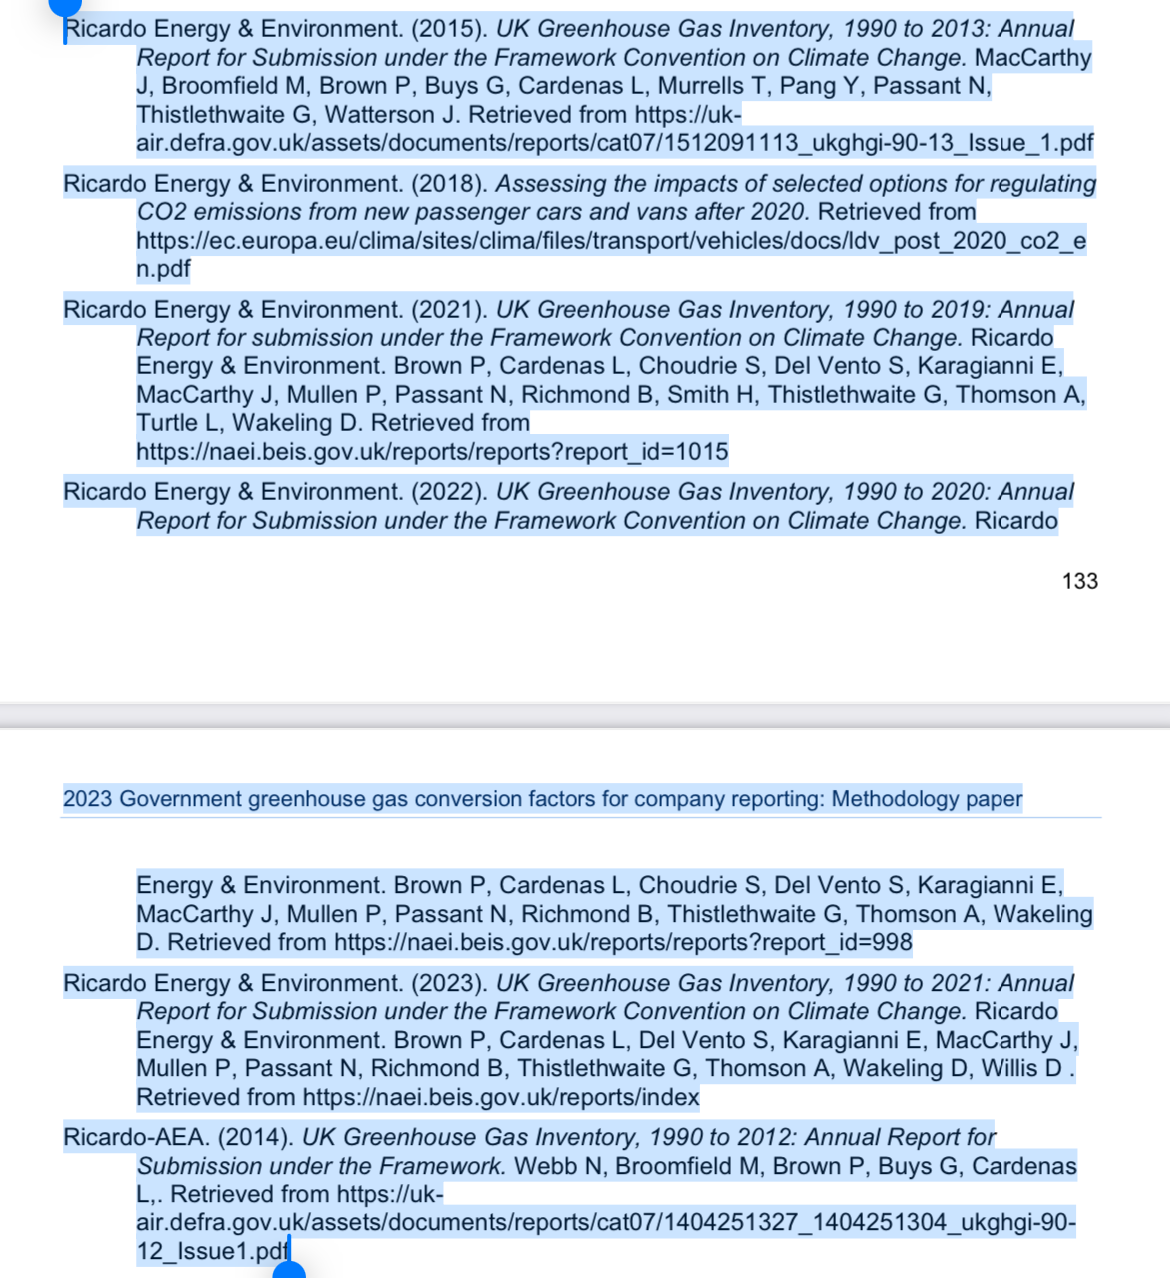 Ricardo Energy & Environment. (2015). UK Greenhouse Gas Inventory, 1990 to 2013: Annual
Report for Submission under the Framework Convention on Climate Change. MacCarthy
J, Broomfield M, Brown P, Buys G, Cardenas L, Murrells T, Pang Y, Passant N,
Thistlethwaite G, Watterson J. Retrieved from https://uk-
air.defra.gov.uk/assets/documents/reports/cat07/1512091113_ukghgi-90-13_Issue_1.pdf
Ricardo Energy & Environment. (2018). Assessing the impacts of selected options for regulating
CO2 emissions from new passenger cars and vans after 2020. Retrieved from
https://ec.europa.eu/clima/sites/clima/files/transport/vehicles/docs/ldv_post_2020_co2_e
n.pdf
Ricardo Energy & Environment. (2021). UK Greenhouse Gas Inventory, 1990 to 2019: Annual
Report for submission under the Framework Convention on Climate Change. Ricardo
Energy & Environment. Brown P, Cardenas L, Choudrie S, Del Vento S, Karagianni E,
MacCarthy J, Mullen P, Passant N, Richmond B, Smith H, Thistlethwaite G, Thomson A,
Turtle L, Wakeling D. Retrieved from
https://naei.beis.gov.uk/reports/reports?report_id=1015
Ricardo Energy & Environment. (2022). UK Greenhouse Gas Inventory, 1990 to 2020: Annual
Report for Submission under the Framework Convention on Climate Change. Ricardo
133
2023 Government greenhouse gas conversion factors for company reporting: Methodology paper
Energy & Environment. Brown P, Cardenas L, Choudrie S, Del Vento S, Karagianni E,
MacCarthy J, Mullen P, Passant N, Richmond B, Thistlethwaite G, Thomson A, Wakeling
D. Retrieved from https://naei.beis.gov.uk/reports/reports?report_id=998
Ricardo Energy & Environment. (2023). UK Greenhouse Gas Inventory, 1990 to 2021: Annual
Report for Submission under the Framework Convention on Climate Change. Ricardo
Energy & Environment. Brown P, Cardenas L, Del Vento S, Karagianni E, MacCarthy J,
Mullen P, Passant N, Richmond B, Thistlethwaite G, Thomson A, Wakeling D, Willis D .
Retrieved from https://naei.beis.gov.uk/reports/index
Ricardo-AEA. (2014). UK Greenhouse Gas Inventory, 1990 to 2012: Annual Report for
Submission under the Framework. Webb N, Broomfield M, Brown P, Buys G, Cardenas
L,. Retrieved from https://uk-
air.defra.gov.uk/assets/documents/reports/cat07/1404251327_1404251304_ukghgi-90-
12_Issue1.pdf